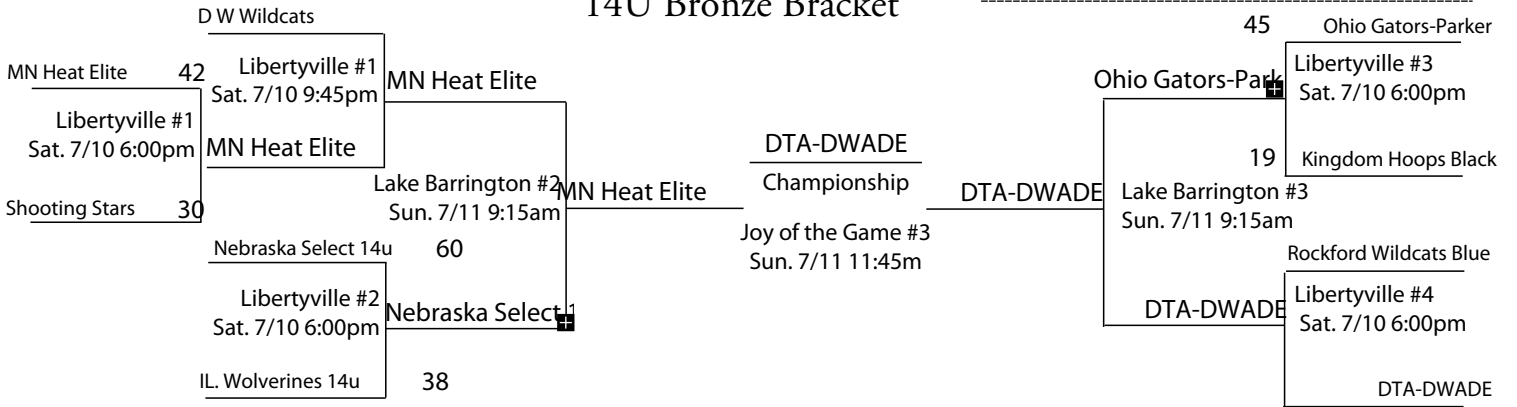 14U Bronze Bracket
D W Wildcats
MN Heat Elite 42
Libertyville #1
Sat. 7/10 9:45pm
MN Heat Elite
Libertyville #1
Sat. 7/10 6:00pm
MN Heat Elite
Shooting Stars 30
Lake Barrington #2
Sun. 7/11 9:15am
MN Heat Elite
Nebraska Select 14u 60
Libertyville #2
Sat. 7/10 6:00pm
Nebraska Select 1
IL. Wolverines 14u 38
DTA-DWADE
Championship
Joy of the Game #3
Sun. 7/11 11:45m
45 Ohio Gators-Parker
Ohio Gators-Park
Libertyville #3
Sat. 7/10 6:00pm
19 Kingdom Hoops Black
DTA-DWADE
Lake Barrington #3
Sun. 7/11 9:15am
Rockford Wildcats Blue
DTA-DWADE
Libertyville #4
Sat. 7/10 6:00pm
DTA-DWADE